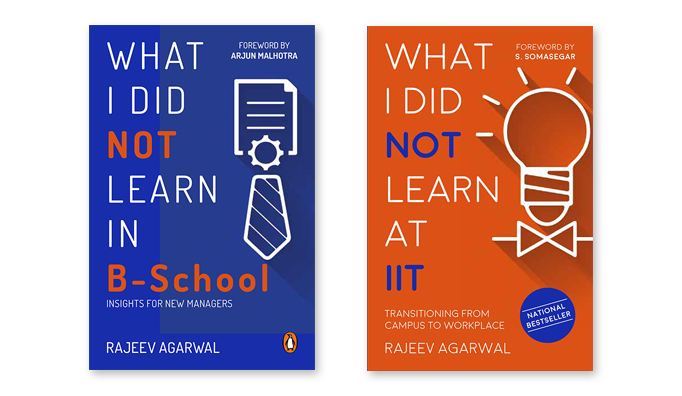 WHAT
I DID
NOT
LEARN
IN
B-School
INSIGHTS FOR NEW MANAGERS
RAJEEV AGARWAL
FOREWORD BY
ARJUN MALHOTRA
WHAT
I DID
NOT
LEARN
AT
IIT
TRANSITIONING FROM
CAMPUS TO WORKPLACE
RAJEEV AGARWAL
FOREWORD BY
S. SOMASEGAR
NATIONAL
BESTSELLER